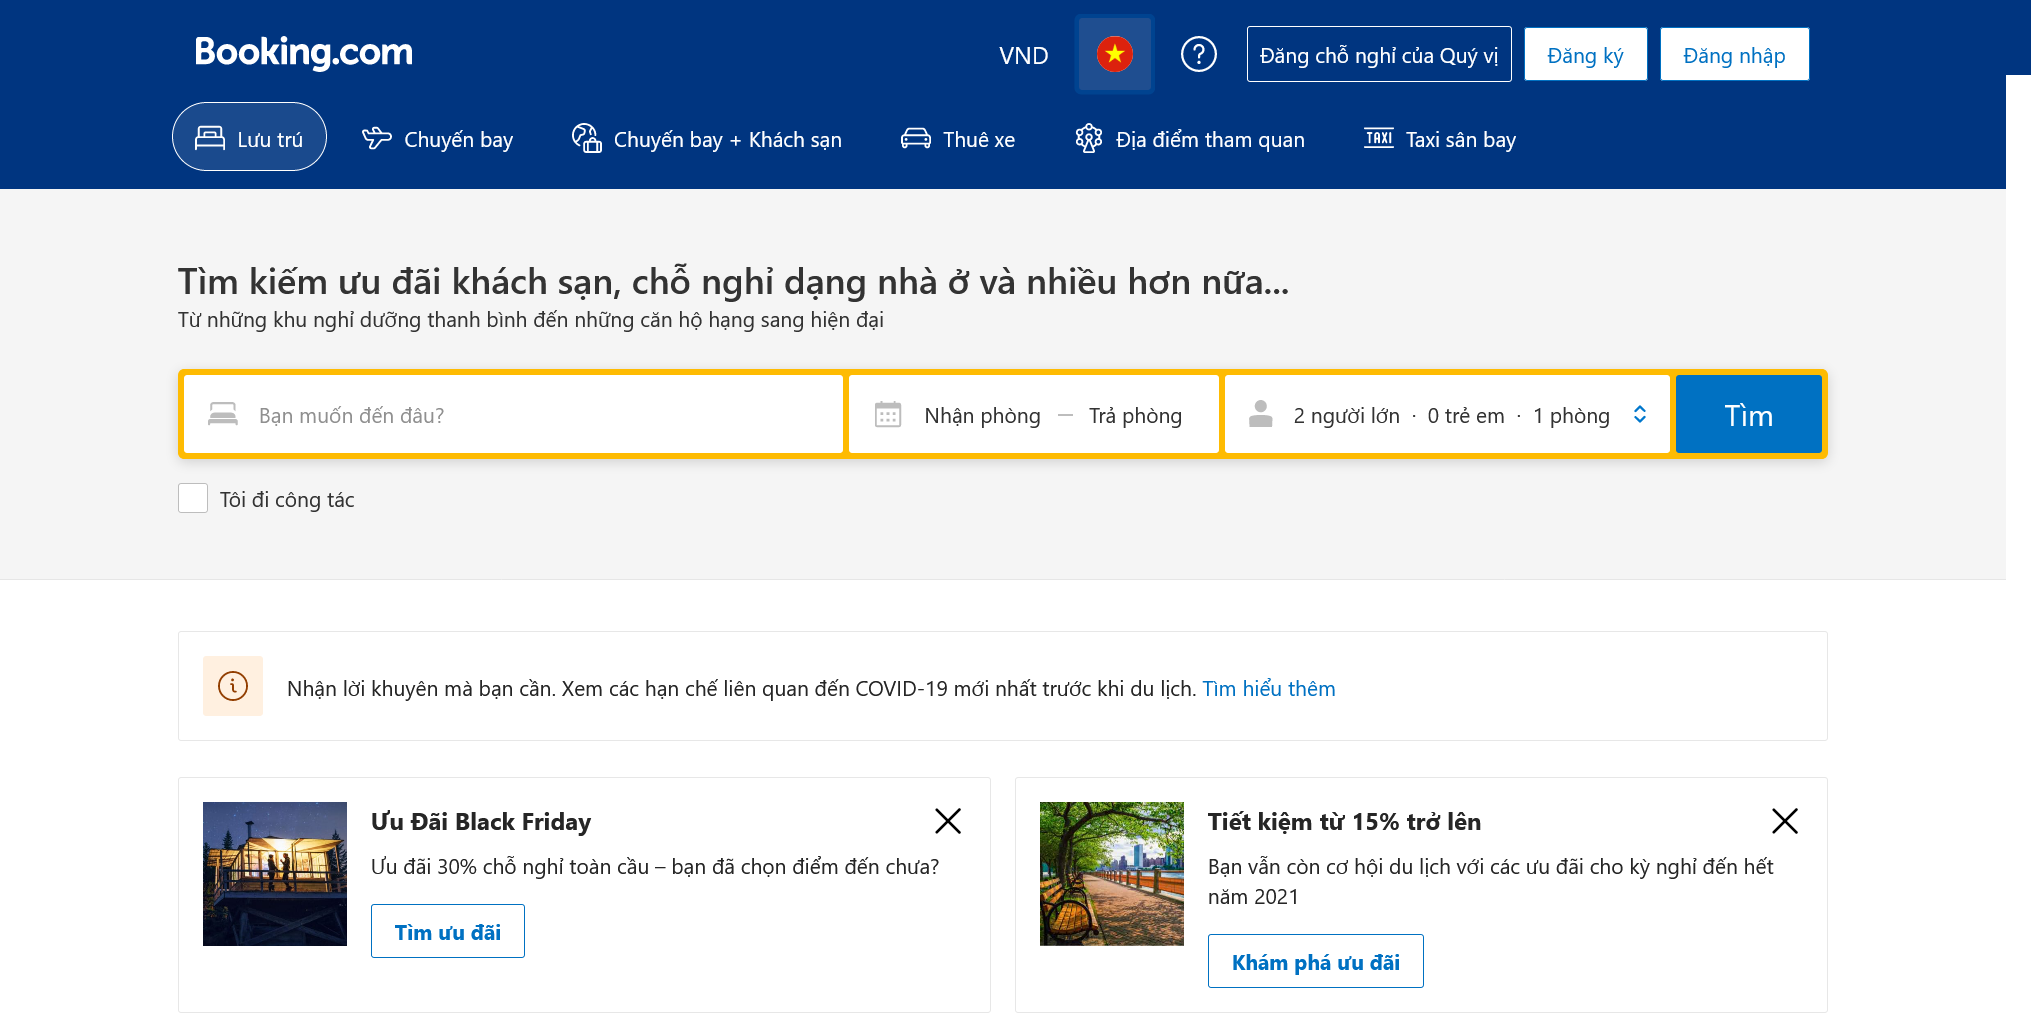 Booking.com
VND
Đăng chỗ nghỉ của Quý vị
Đăng ký
Đăng nhập
Lưu trú
Chuyến bay
Chuyến bay + Khách sạn
Thuê xe
Địa điểm tham quan
TAXI
Taxi sân bay
Tìm kiếm ưu đãi khách sạn, chỗ nghỉ dạng nhà ở và nhiều hơn nữa...
Từ những khu nghỉ dưỡng thanh bình đến những căn hộ hạng sang hiện đại
Bạn muốn đến đâu?
Nhận phòng — Trả phòng
2 người lớn · 0 trẻ em · 1 phòng
Tìm
Tôi đi công tác
Nhận lời khuyên mà bạn cần. Xem các hạn chế liên quan đến COVID-19 mới nhất trước khi du lịch. Tìm hiểu thêm
Ưu Đãi Black Friday
Ưu đãi 30% chỗ nghỉ toàn cầu – bạn đã chọn điểm đến chưa?
Tìm ưu đãi
Tiết kiệm từ 15% trở lên
Bạn vẫn còn cơ hội du lịch với các ưu đãi cho kỳ nghỉ đến hết
năm 2021
Khám phá ưu đãi